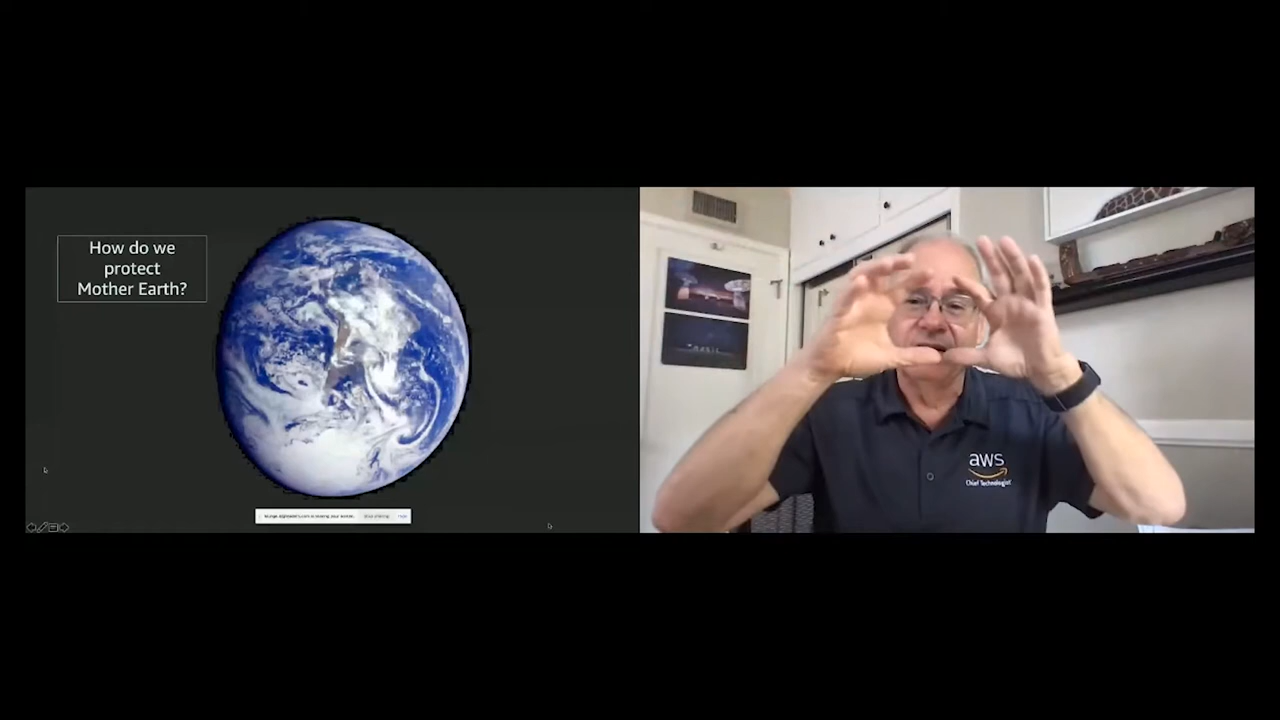 How do we
protect
Mother Earth?
aws
Chief Technologist